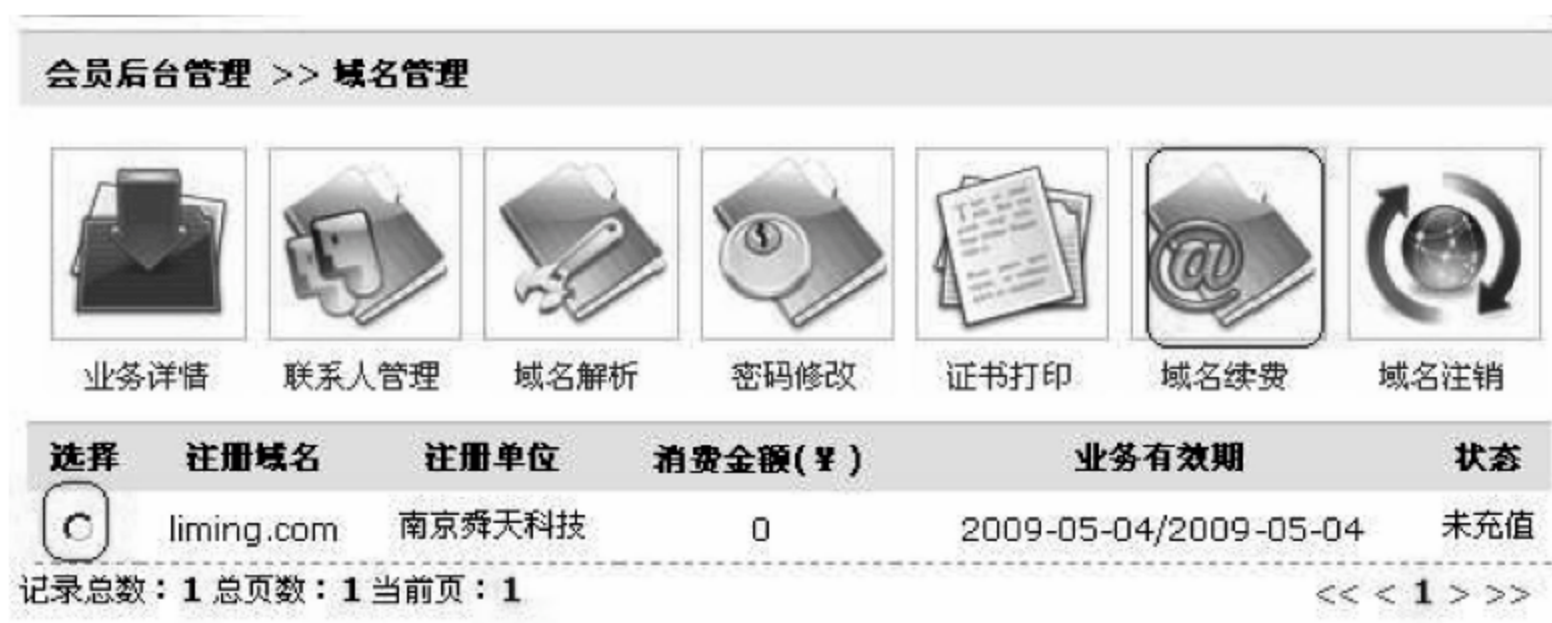 会员后台管理 >> 域名管理
业务详情 联系人管理 域名解析 密码修改 证书打印 域名续费 域名注销
选择 注册域名 注册单位 消费金额(¥) 业务有效期 状态
liming.com 南京舜天科技 0 2009-05-04/2009-05-04 未充值
记录总数：1 总页数：1 当前页：1 << < 1 > >>